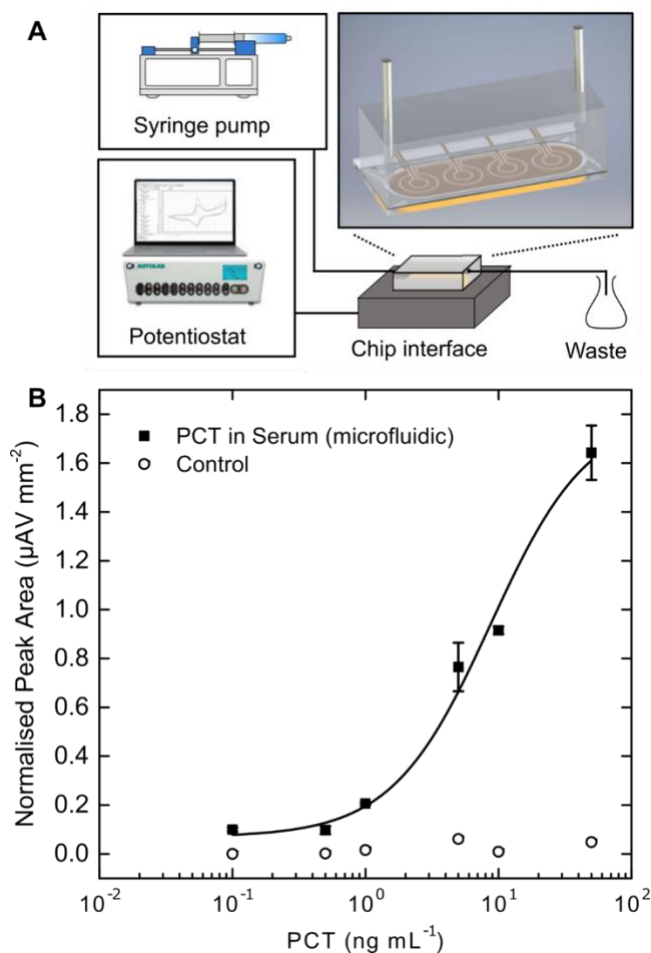 A
Syringe pump
AUTOLAB
Potentiostat
Chip interface
Waste
B
Normalised Peak Area (µAV mm⁻²)
1.8
1.6
1.4
1.2
1.0
0.8
0.6
0.4
0.2
0.0
PCT in Serum (microfluidic)
Control
10⁻² 10⁻¹ 10⁰ 10¹ 10²
PCT (ng mL⁻¹)